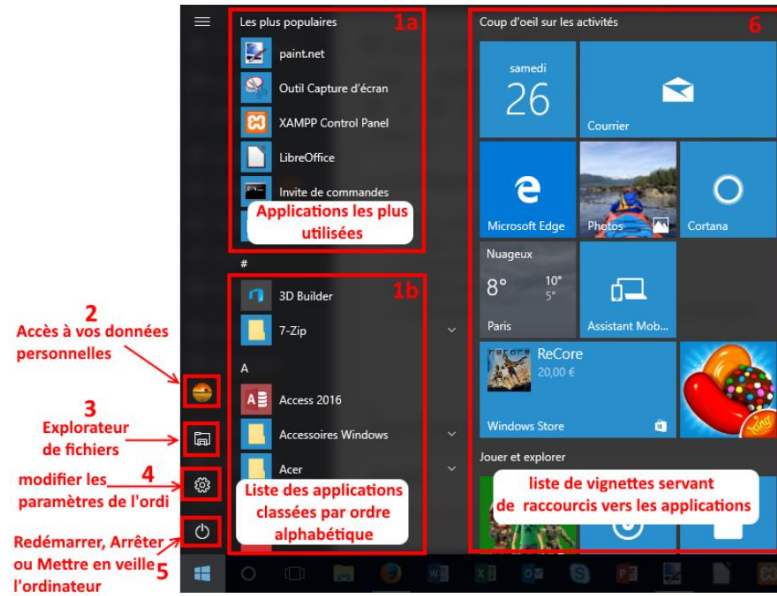 Les plus populaires
1a
paint.net
Outil Capture d'écran
XAMPP Control Panel
LibreOffice
Invite de commandes
Applications les plus
utilisées
#
1b
3D Builder
7-Zip
A
Access 2016
Accessoires Windows
Acer
Liste des applications
classées par ordre
alphabétique
2
Accès à vos données
personnelles
3
Explorateur
de fichiers
4
modifier les
paramètres de l'ordi
Redémarrer, Arrêter
ou Mettre en veille
5
l'ordinateur
Coup d'oeil sur les activités
6
samedi
26
Courrier
Microsoft Edge
Photos
Cortana
Nuageux
8°
10°
5°
Paris
Assistant Mob...
ReCore
20,00 €
Windows Store
King
Jouer et explorer
liste de vignettes servant
de raccourcis vers les applications